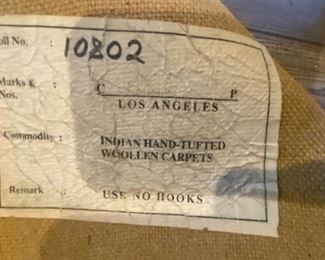 oll No. : 10802
Marks & : C P
Nos. LOS ANGELES
Commodity : INDIAN HAND-TUFTED
WOOLLEN CARPETS
Remark : USE NO HOOKS